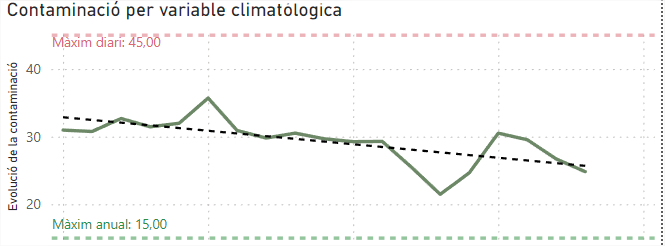 Contaminació per variable climatològica
Màxim diari: 45,00
40
30
20
Evolució de la contaminació
Màxim anual: 15,00